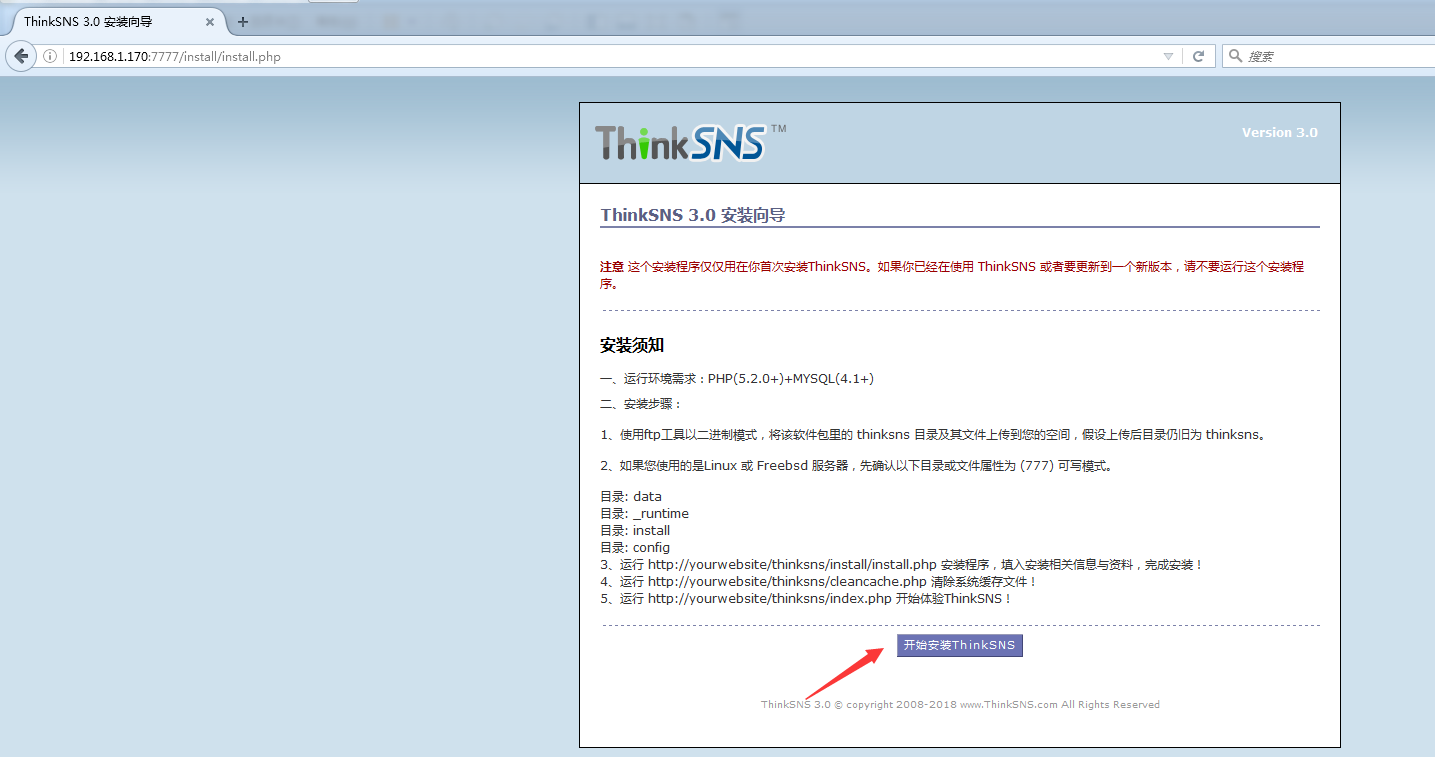 ThinkSNS 3.0 安装向导
192.168.1.170:7777/install/install.php
搜索
ThinkSNS™
Version 3.0
ThinkSNS 3.0 安装向导
注意 这个安装程序仅仅用在你首次安装ThinkSNS。如果你已经在使用 ThinkSNS 或者要更新到一个新版本，请不要运行这个安装程
序。
安装须知
一、运行环境需求：PHP(5.2.0+)+MYSQL(4.1+)
二、安装步骤：
1、使用ftp工具以二进制模式，将该软件包里的 thinksns 目录及其文件上传到您的空间，假设上传后目录仍旧为 thinksns。
2、如果您使用的是Linux 或 Freebsd 服务器，先确认以下目录或文件属性为 (777) 可写模式。
目录: data
目录: _runtime
目录: install
目录: config
3、运行 http://yourwebsite/thinksns/install/install.php 安装程序，填入安装相关信息与资料，完成安装！
4、运行 http://yourwebsite/thinksns/cleancache.php 清除系统缓存文件！
5、运行 http://yourwebsite/thinksns/index.php 开始体验ThinkSNS！
开始安装ThinkSNS
ThinkSNS 3.0 © copyright 2008-2018 www.ThinkSNS.com All Rights Reserved